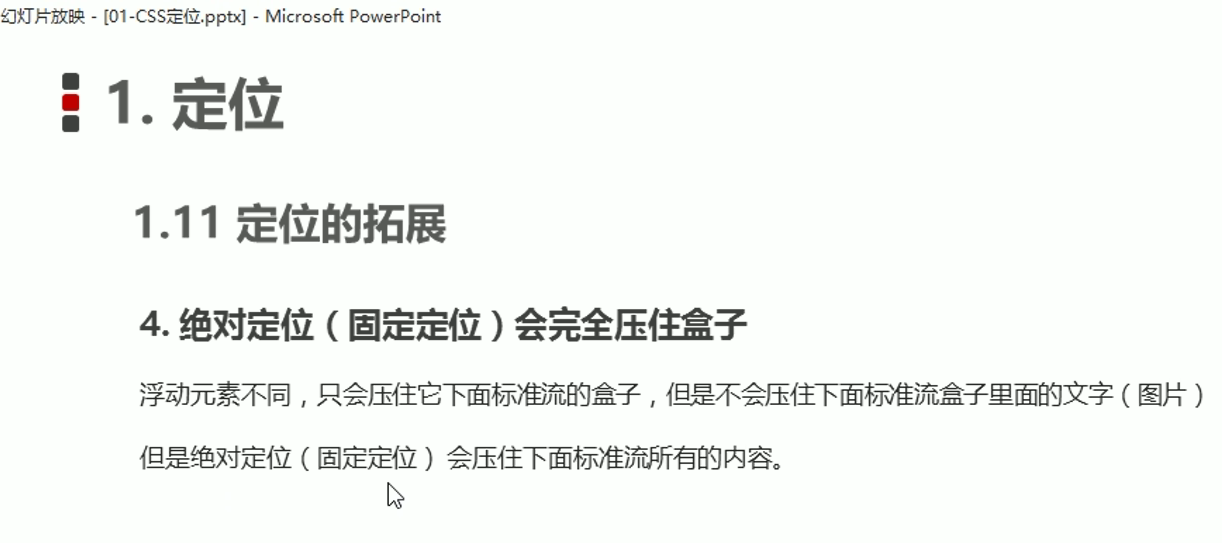 幻灯片放映 - [01-CSS定位.pptx] - Microsoft PowerPoint
1. 定位
1.11 定位的拓展
4. 绝对定位（固定定位）会完全压住盒子
浮动元素不同，只会压住它下面标准流的盒子，但是不会压住下面标准流盒子里面的文字（图片）
但是绝对定位（固定定位） 会压住下面标准流所有的内容。